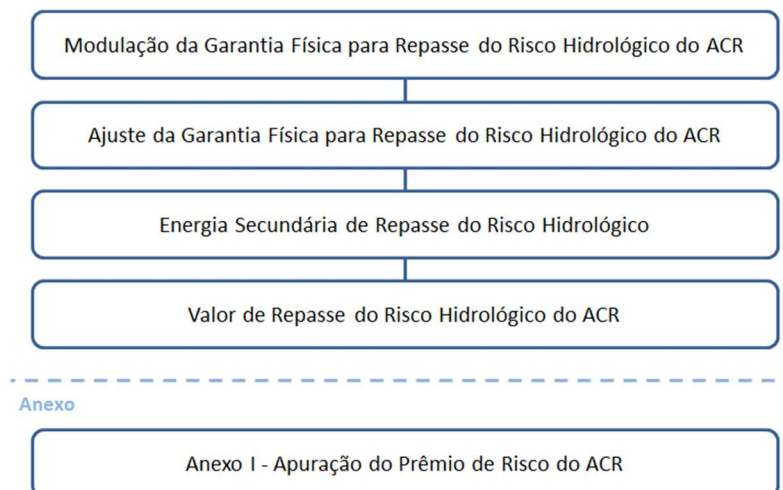 Modulação da Garantia Física para Repasse do Risco Hidrológico do ACR
Ajuste da Garantia Física para Repasse do Risco Hidrológico do ACR
Energia Secundária de Repasse do Risco Hidrológico
Valor de Repasse do Risco Hidrológico do ACR
Anexo
Anexo I - Apuração do Prêmio de Risco do ACR